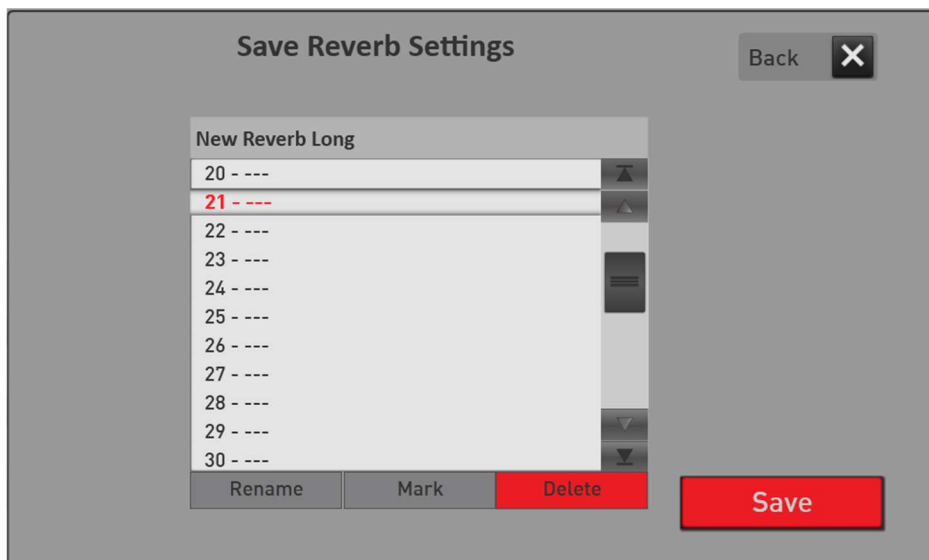 Save Reverb Settings
Back
New Reverb Long
20 - ---
21 - ---
22 - ---
23 - ---
24 - ---
25 - ---
26 - ---
27 - ---
28 - ---
29 - ---
30 - ---
Rename Mark Delete
Save